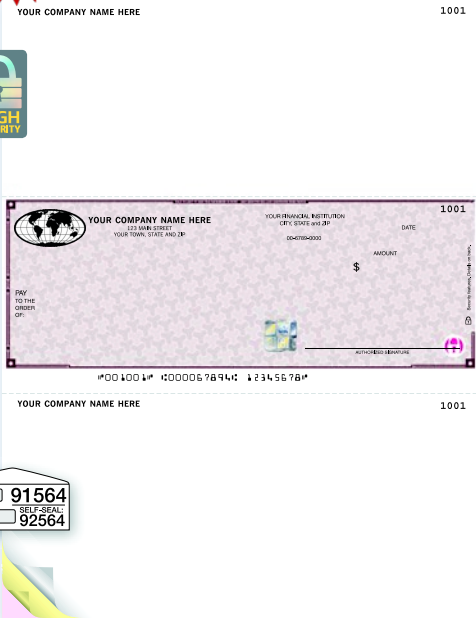 YOUR COMPANY NAME HERE
1001
GH
RITY
1001
YOUR COMPANY NAME HERE
123 MAIN STREET
YOUR TOWN, STATE AND ZIP
YOUR FINANCIAL INSTITUTION
CITY, STATE and ZIP
00-6789-0000
DATE
AMOUNT
$
PAY
TO THE
ORDER
OF:
AUTHORIZED SIGNATURE
⑈001001⑈ ⑆000067894⑆ 12345678⑈
YOUR COMPANY NAME HERE
1001
91564
SELF-SEAL:
92564